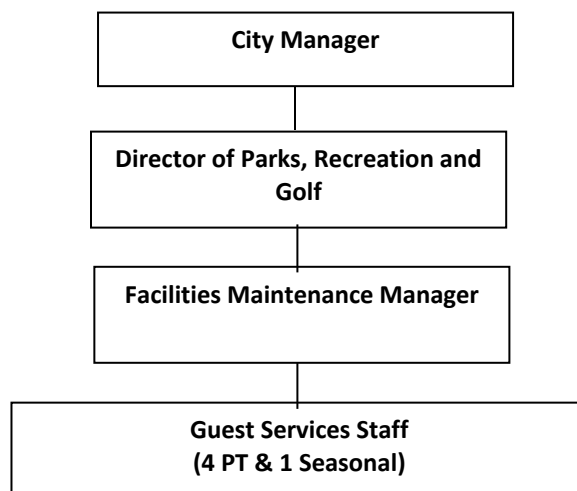 City Manager
Director of Parks, Recreation and
Golf
Facilities Maintenance Manager
Guest Services Staff
(4 PT & 1 Seasonal)